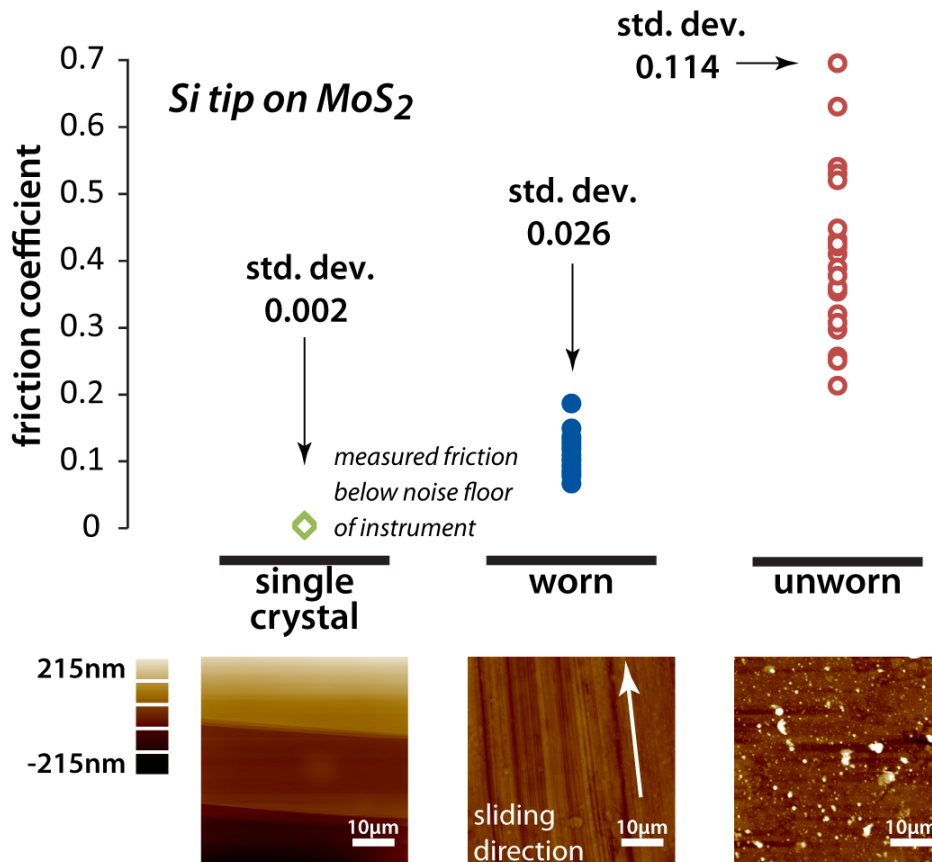 std. dev.
0.114
0.7
Si tip on MoS2
0.6
0.5
std. dev.
0.026
0.4
std. dev.
0.002
0.3
0.2
0.1
0
friction coefficient
measured friction
below noise floor
of instrument
single
crystal
worn
unworn
215nm
-215nm
10μm
sliding
direction
10μm
10μm